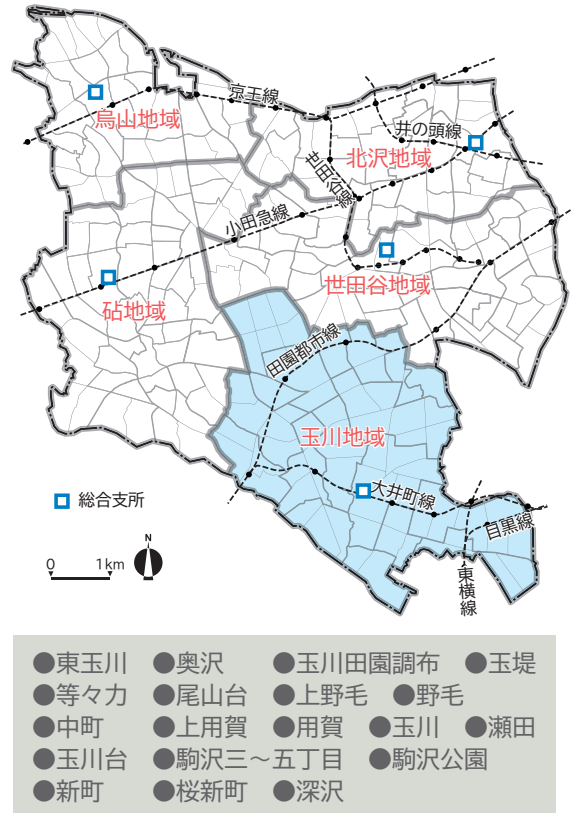 京王線
烏山地域
井の頭線
北沢地域
世田谷線
小田急線
世田谷地域
砧地域
田園都市線
玉川地域
大井町線
目黒線
東横線
総合支所
N
0 1km
●東玉川 ●奥沢 ●玉川田園調布 ●玉堤
●等々力 ●尾山台 ●上野毛 ●野毛
●中町 ●上用賀 ●用賀 ●玉川 ●瀬田
●玉川台 ●駒沢三～五丁目 ●駒沢公園
●新町 ●桜新町 ●深沢